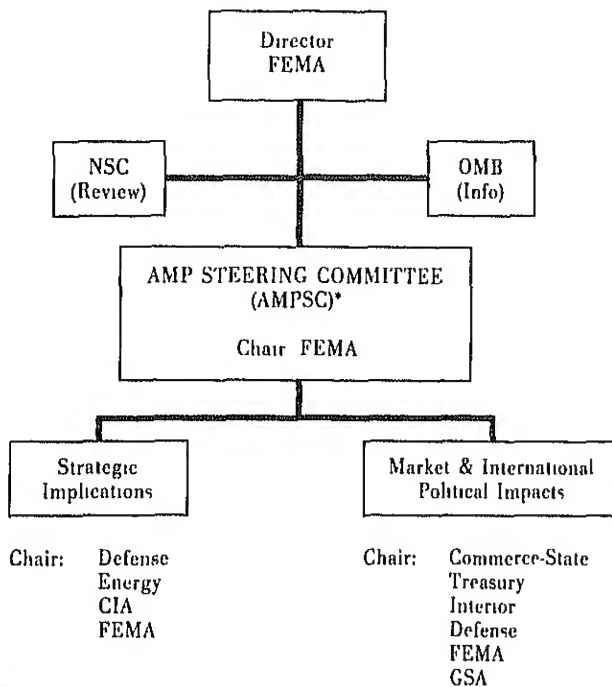 Director
FEMA
NSC
(Review)
OMB
(Info)
AMP STEERING COMMITTEE
(AMPSC)*
Chair FEMA
Strategic
Implications
Market & International
Political Impacts
Chair: Defense
Energy
CIA
FEMA
Chair: Commerce-State
Treasury
Interior
Defense
FEMA
GSA